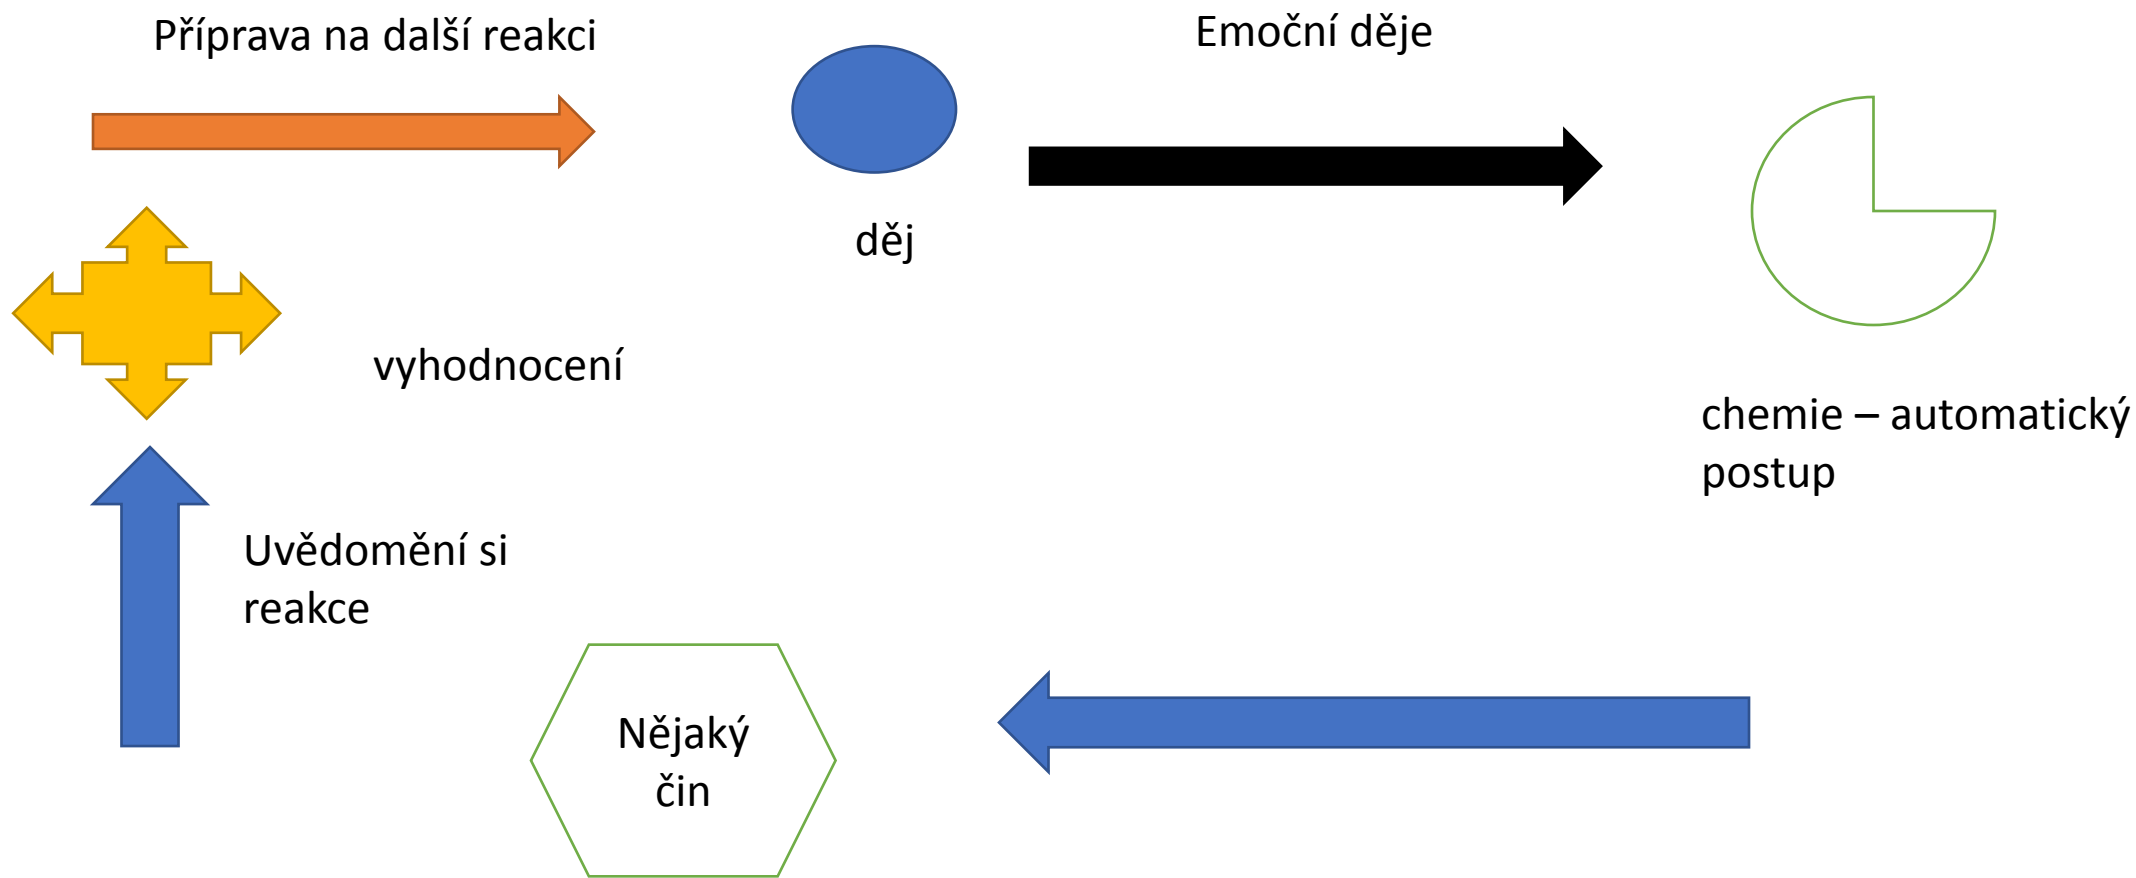 Příprava na další reakci
Emoční děje
děj
vyhodnocení
chemie – automatický
postup
Uvědomění si
reakce
Nějaký
čin